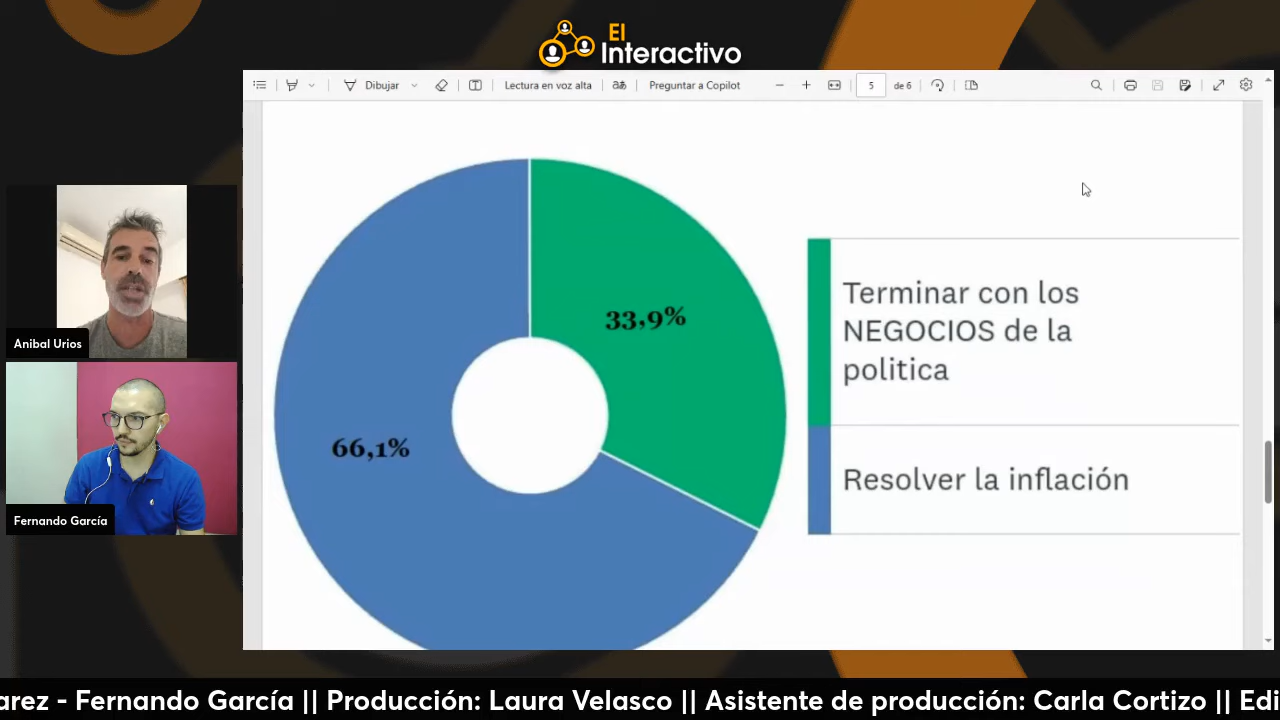 El
Interactivo
Dibujar
Lectura en voz alta
aあ
Preguntar a Copilot
5
de 6
33,9%
66,1%
Terminar con los
NEGOCIOS de la
politica
Resolver la inflación
Anibal Urios
Fernando García
arez - Fernando García || Producción: Laura Velasco || Asistente de producción: Carla Cortizo || Edi